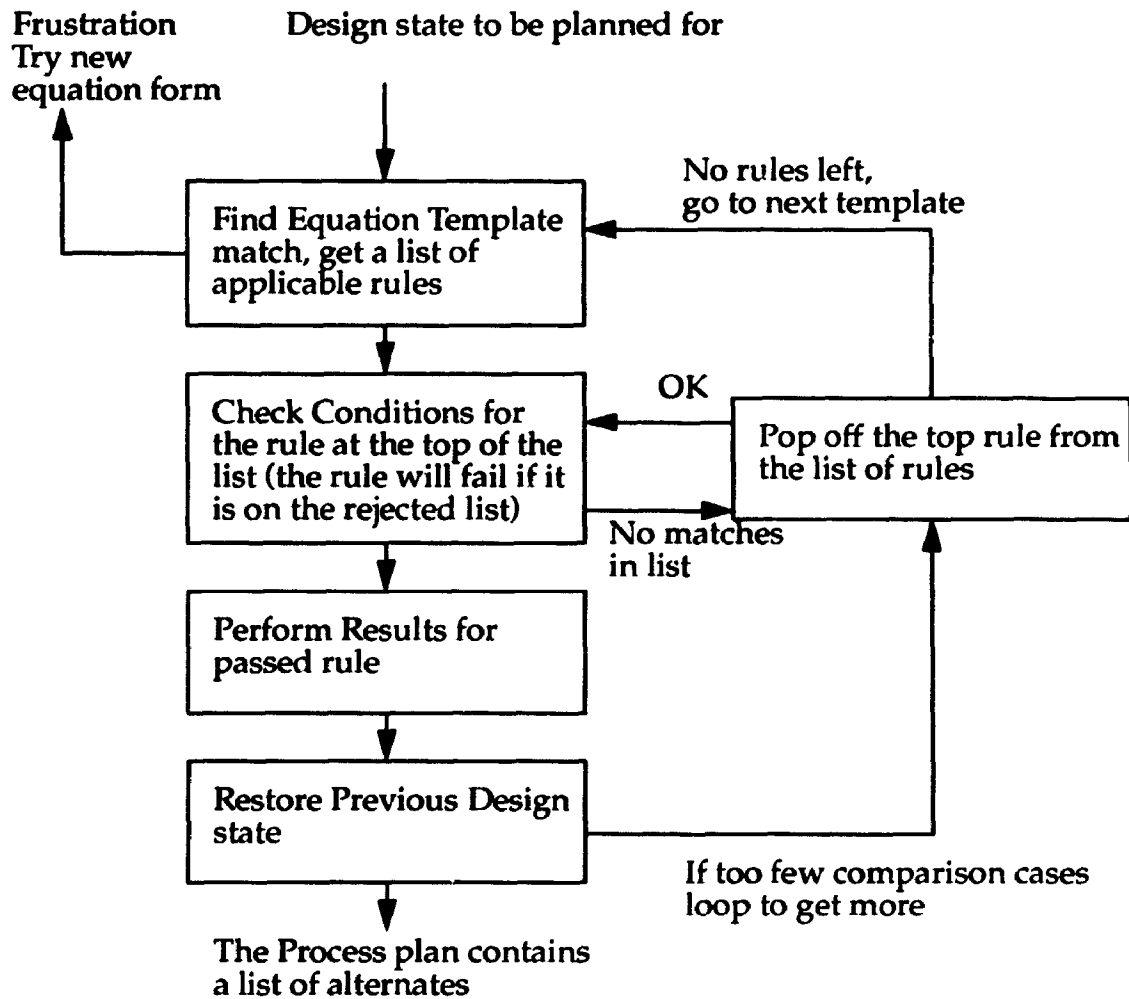 Frustration
Try new
equation form
Design state to be planned for
No rules left,
go to next template
Find Equation Template
match, get a list of
applicable rules
OK
Check Conditions for
the rule at the top of the
list (the rule will fail if it
is on the rejected list)
Pop off the top rule from
the list of rules
No matches
in list
Perform Results for
passed rule
Restore Previous Design
state
If too few comparison cases
loop to get more
The Process plan contains
a list of alternates